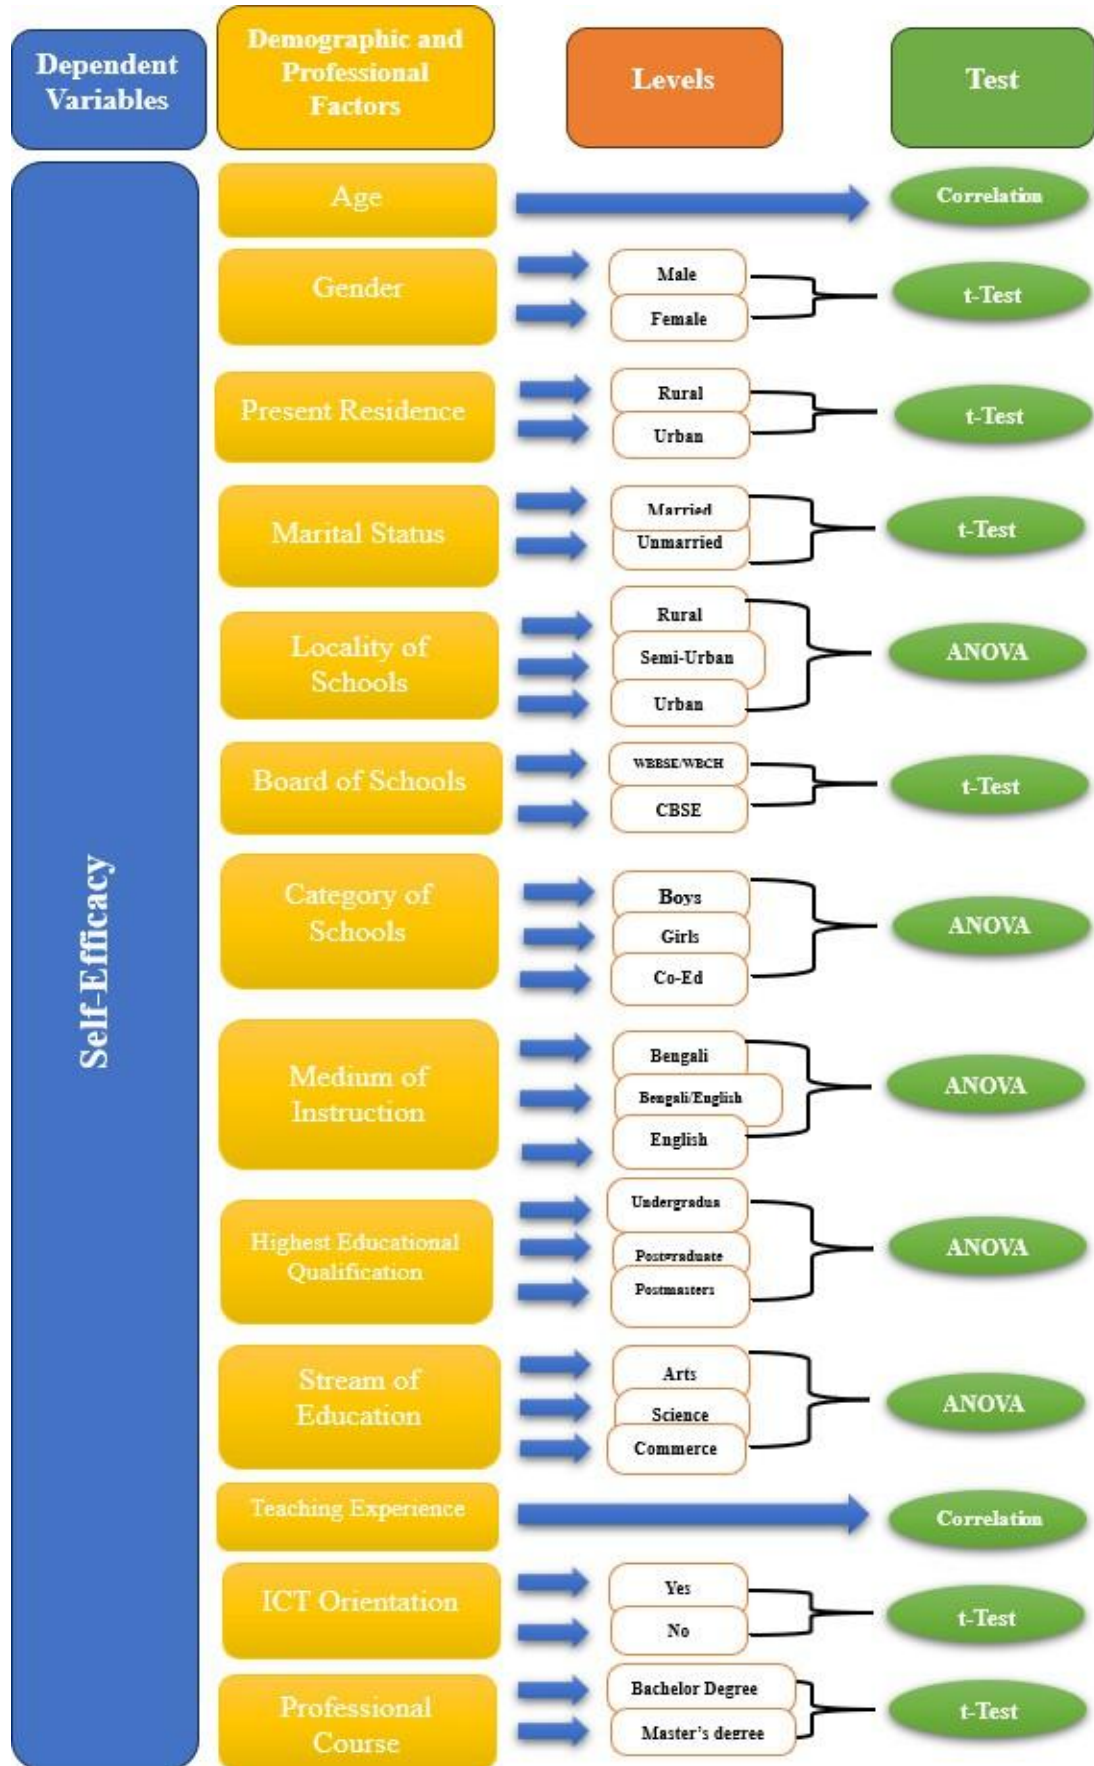 Dependent
Variables
Demographic and
Professional
Factors
Levels
Test
Self-Efficacy
Age
Correlation
Gender
Male
Female
t-Test
Present Residence
Rural
Urban
t-Test
Marital Status
Married
Unmarried
t-Test
Locality of
Schools
Rural
Semi-Urban
Urban
ANOVA
Board of Schools
WBBSE/WBCH
CBSE
t-Test
Category of
Schools
Boys
Girls
Co-Ed
ANOVA
Medium of
Instruction
Bengali
Bengali/English
English
ANOVA
Highest Educational
Qualification
Undergradua
Postgraduate
Postmasters
ANOVA
Stream of
Education
Arts
Science
Commerce
ANOVA
Teaching Experience
Correlation
ICT Orientation
Yes
No
t-Test
Professional
Course
Bachelor Degree
Master's degree
t-Test